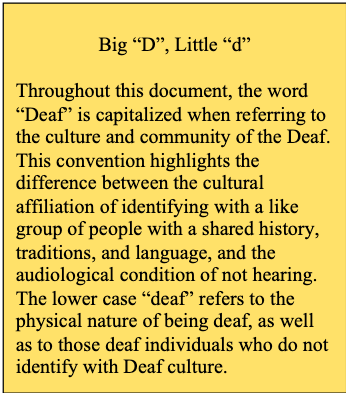 Big “D”, Little “d”
Throughout this document, the word
“Deaf” is capitalized when referring to
the culture and community of the Deaf.
This convention highlights the
difference between the cultural
affiliation of identifying with a like
group of people with a shared history,
traditions, and language, and the
audiological condition of not hearing.
The lower case “deaf” refers to the
physical nature of being deaf, as well
as to those deaf individuals who do not
identify with Deaf culture.